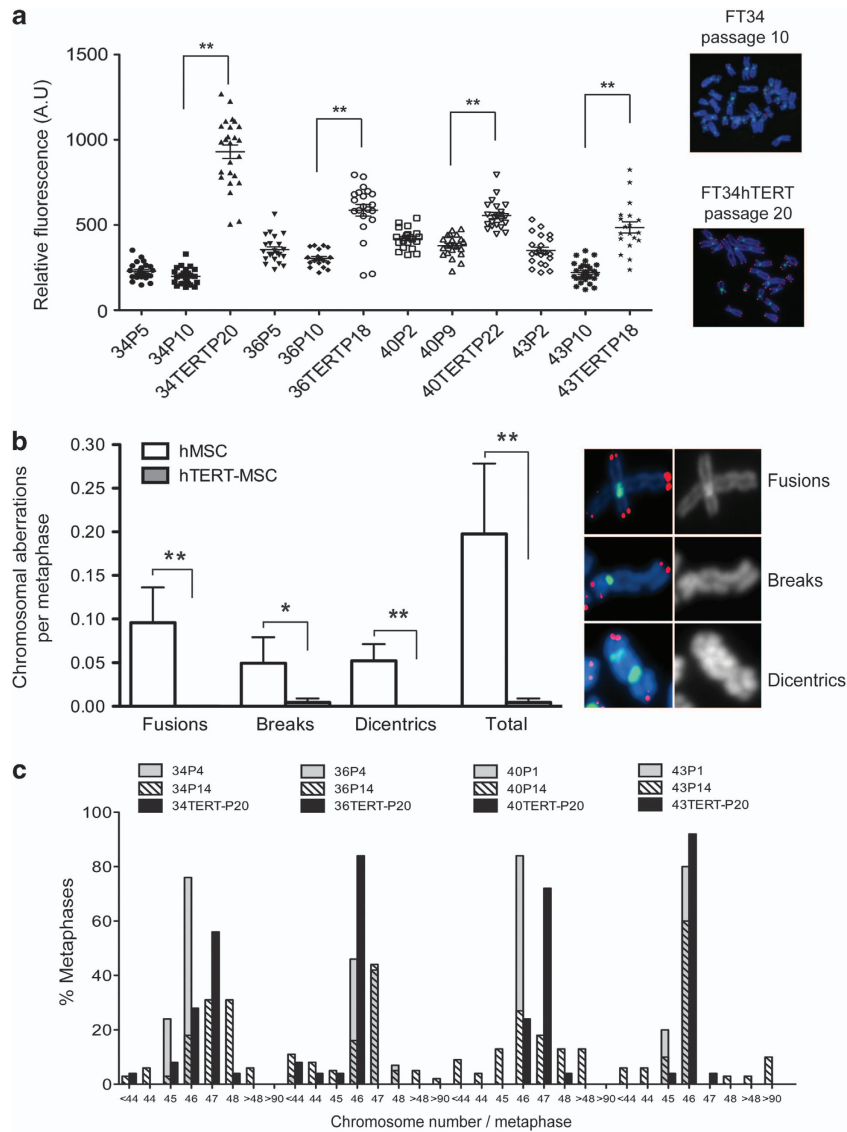 a
FT34
passage 10
FT34hTERT
passage 20
Relative fluorescence (A.U)
1500
1000
500
0
** ** ** **
34P5 34P10 34TERTP20 36P5 36P10 36TERTP18 40P2 40P9 40TERTP22 43P2 43P10 43TERTP18
b
Chromosomal aberrations
per metaphase
0.30
0.25
0.20
0.15
0.10
0.05
0.00
hMSC
hTERT-MSC
** * ** **
Fusions Breaks Dicentrics Total
Fusions
Breaks
Dicentrics
c
34P4 36P4 40P1 43P1
34P14 36P14 40P14 43P14
34TERT-P20 36TERT-P20 40TERT-P20 43TERT-P20
% Metaphases
100
80
60
40
20
0
<44 44 45 46 47 48 >48 >90 <44 44 45 46 47 48 >48 >90 <44 44 45 46 47 48 >48 >90 <44 44 45 46 47 48 >48 >90
Chromosome number / metaphase